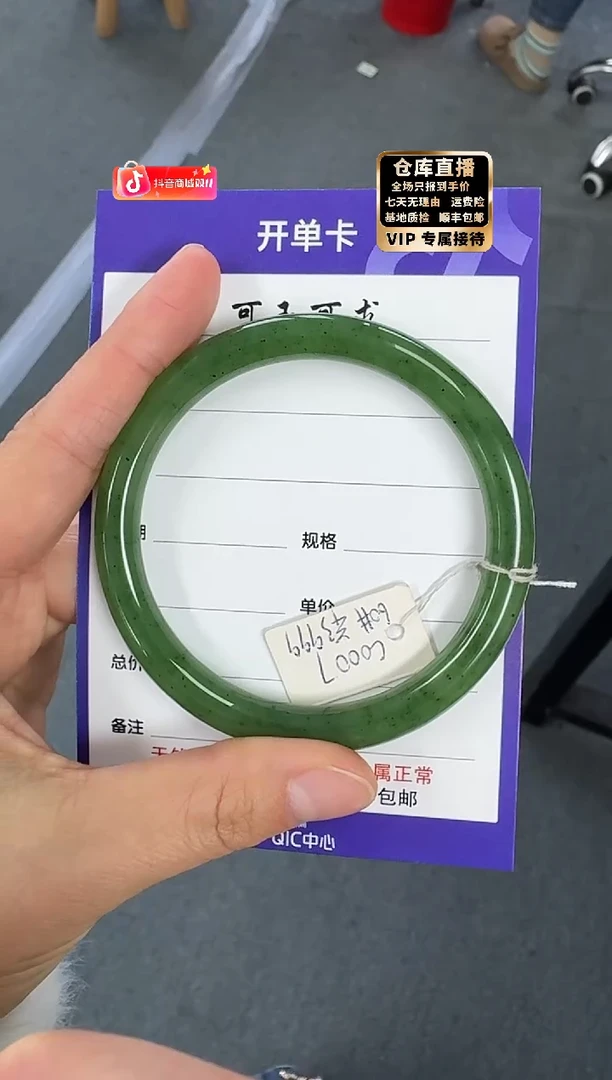 抖音商城双11
仓库直播
全场只报到手价
七天无理由 运费险
基地质检 顺丰包邮
VIP 专属接待
开单卡
规格
单价
总价
备注
属正常
包邮
QIC中心
C0007
60#